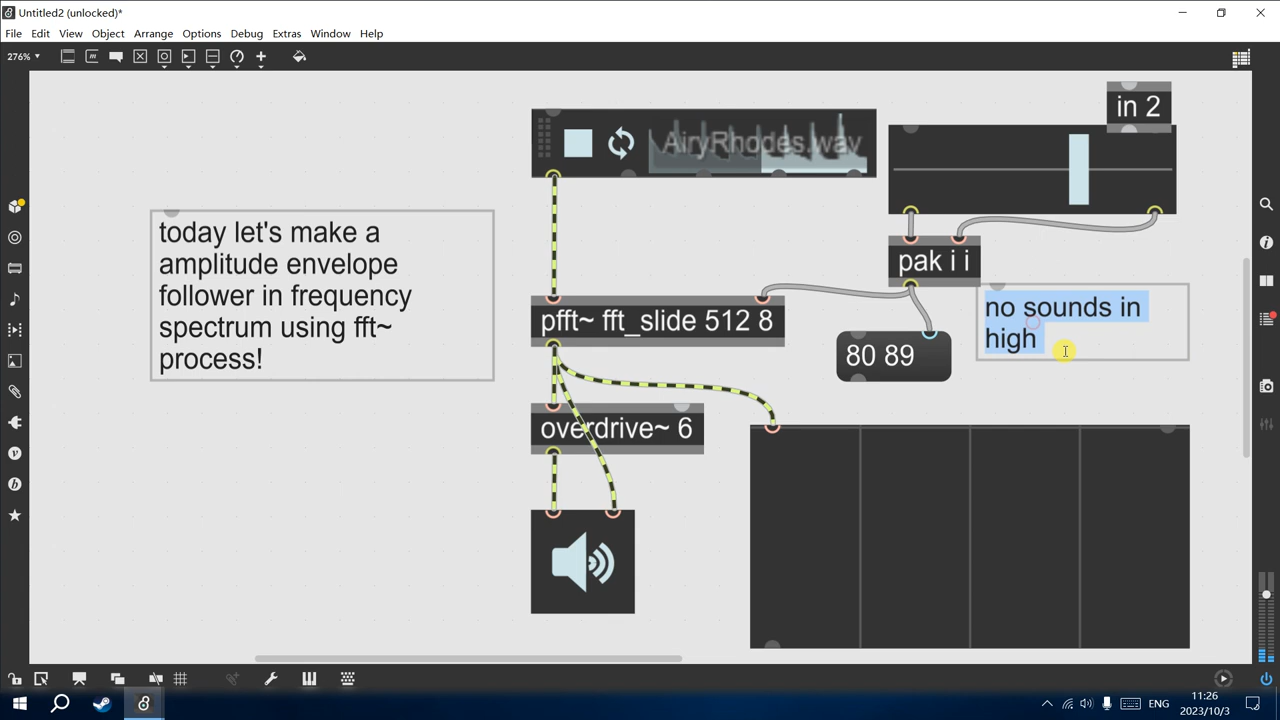 Untitled2 (unlocked)*
File Edit View Object Arrange Options Debug Extras Window Help
276%
in 2
AiryRhodes.wav
today let's make a
amplitude envelope
follower in frequency
spectrum using fft~
process!
pak i i
pfft~ fft_slide 512 8
no sounds in
high
80 89
overdrive~ 6
ENG
11:26
2023/10/3